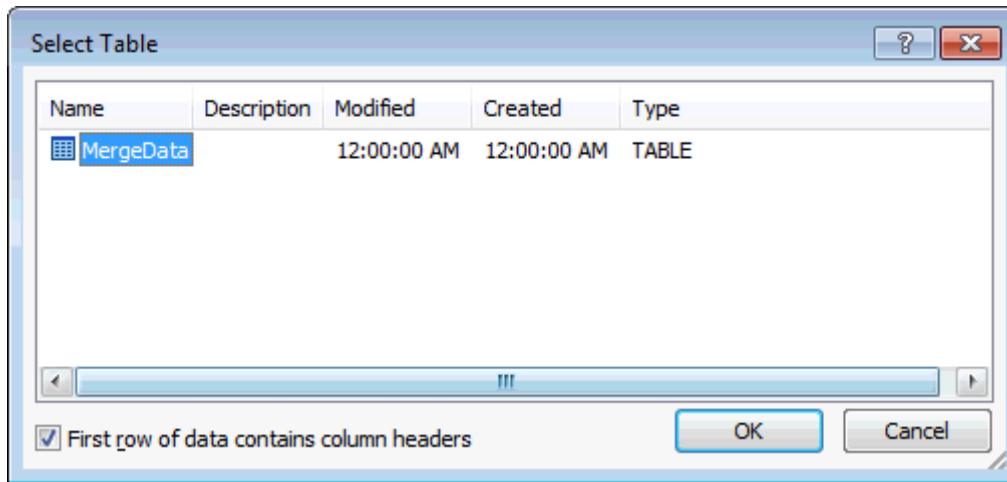 Select Table
Name Description Modified Created Type
MergeData 12:00:00 AM 12:00:00 AM TABLE
First row of data contains column headers OK Cancel